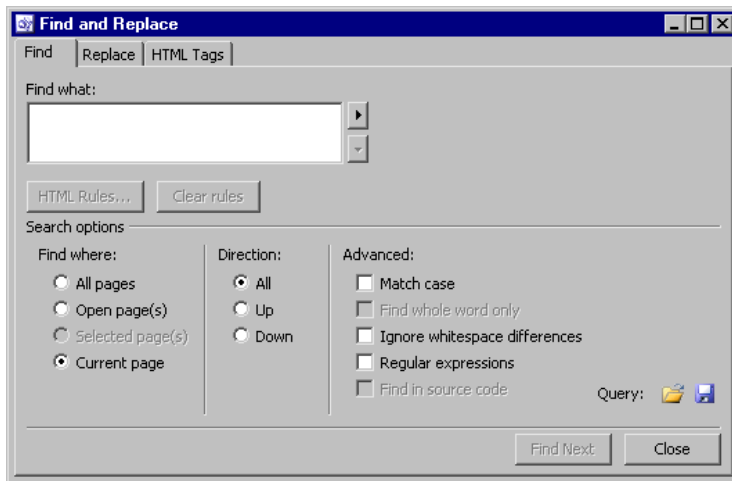 Find and Replace
Find Replace HTML Tags
Find what:
HTML Rules... Clear rules
Search options
Find where:
All pages
Open page(s)
Selected page(s)
Current page
Direction:
All
Up
Down
Advanced:
Match case
Find whole word only
Ignore whitespace differences
Regular expressions
Find in source code
Query:
Find Next Close